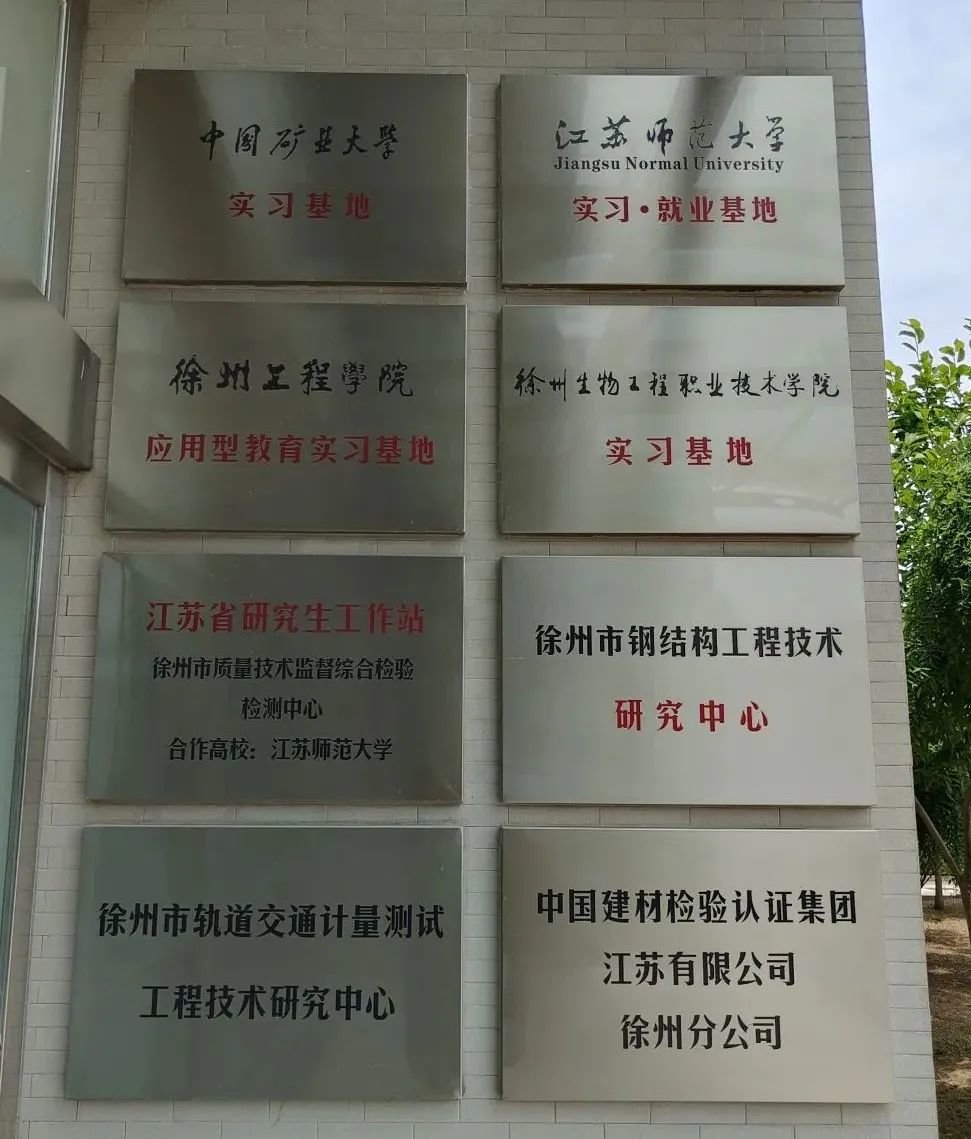 中国矿业大學
实习基地
江苏师范大学
Jiangsu Normal University
实习·就业基地
徐州工程學院
应用型教育实习基地
徐州生物工程职业技术学院
实习基地
江苏省研究生工作站
徐州市质量技术监督综合检验
检测中心
合作高校：江苏师范大学
徐州市钢结构工程技术
研究中心
徐州市轨道交通计量测试
工程技术研究中心
中国建材检验认证集团
江苏有限公司
徐州分公司